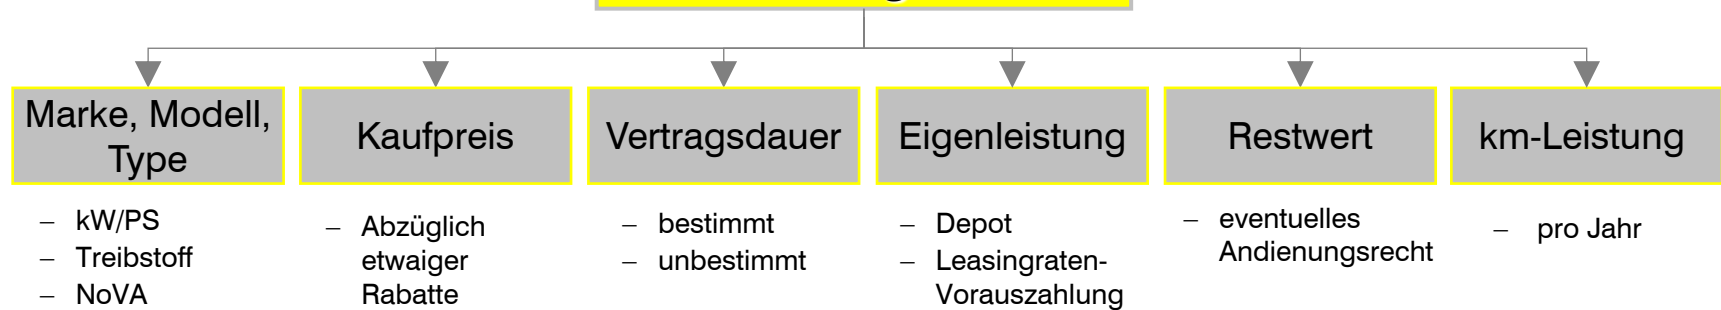 Marke, Modell,
Type
Kaufpreis
Vertragsdauer
Eigenleistung
Restwert
km-Leistung
– kW/PS
– Treibstoff
– NoVA
– Abzüglich
etwaiger
Rabatte
– bestimmt
– unbestimmt
– Depot
– Leasingraten-
Vorauszahlung
– eventuelles
Andienungsrecht
– pro Jahr